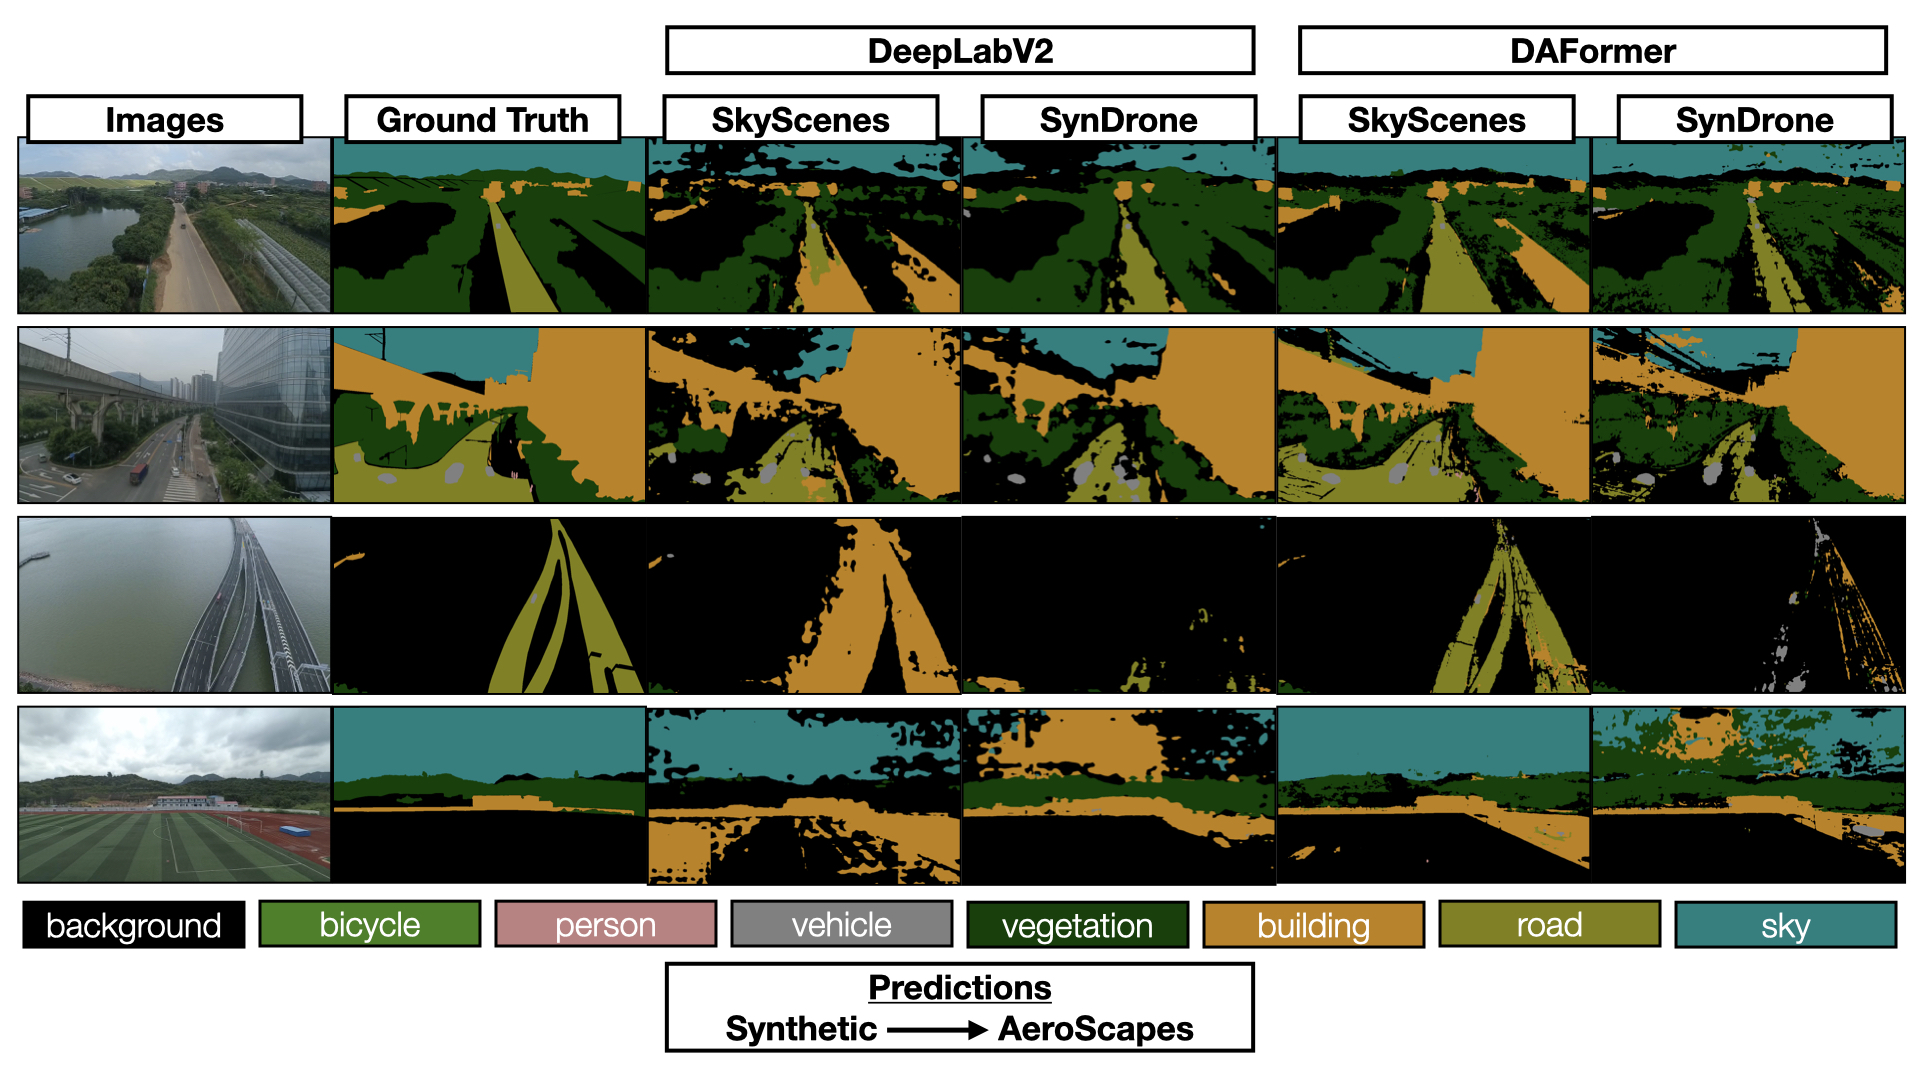 DeepLabV2
DAFormer
Images
Ground Truth
SkyScenes
SynDrone
SkyScenes
SynDrone
background
bicycle
person
vehicle
vegetation
building
road
sky
Predictions
Synthetic → AeroScapes